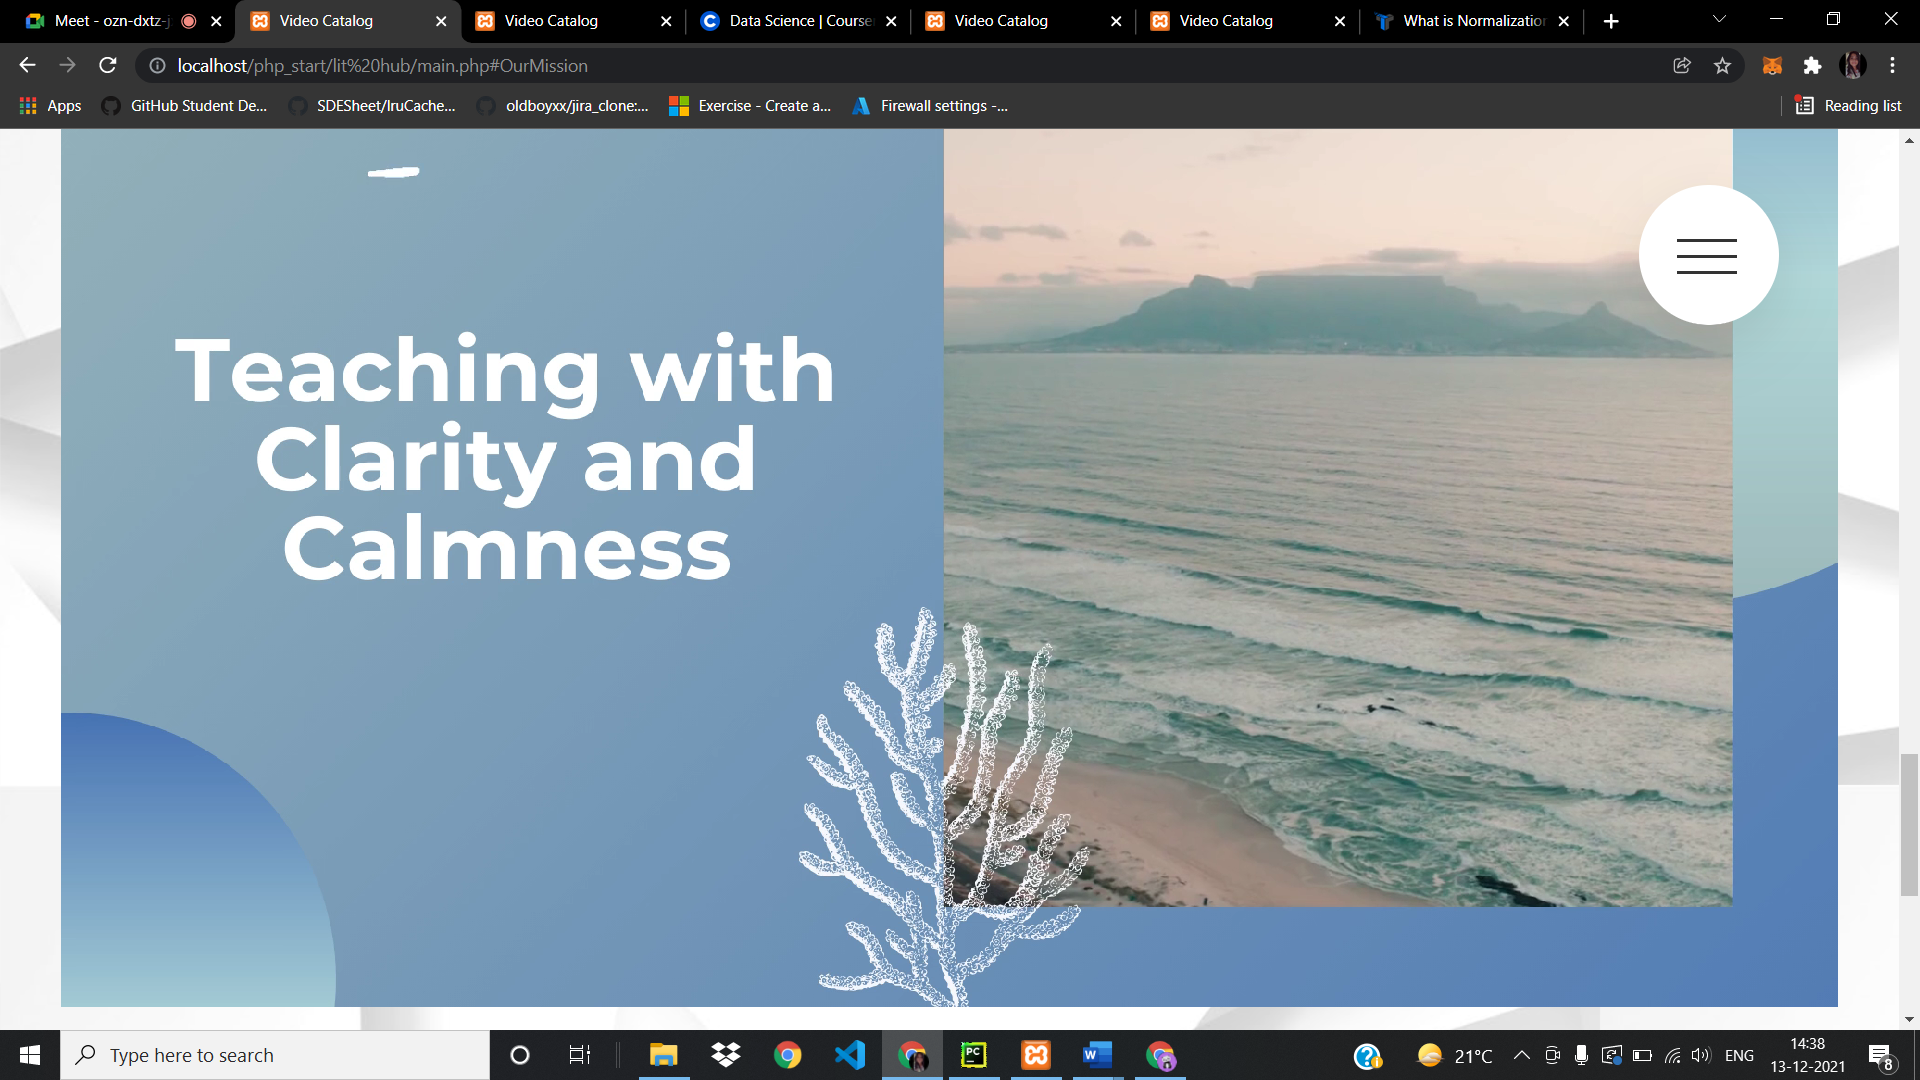 Meet - ozn-dxtz-j
Video Catalog
Video Catalog
Data Science | Course
Video Catalog
Video Catalog
What is Normalization
localhost/php_start/lit%20hub/main.php#OurMission
Apps
GitHub Student De...
SDESheet/lruCache...
oldboyxx/jira_clone:...
Exercise - Create a...
Firewall settings -...
Reading list
Teaching with
Clarity and
Calmness
Type here to search
PC
21°C
ENG
14:38
13-12-2021
8